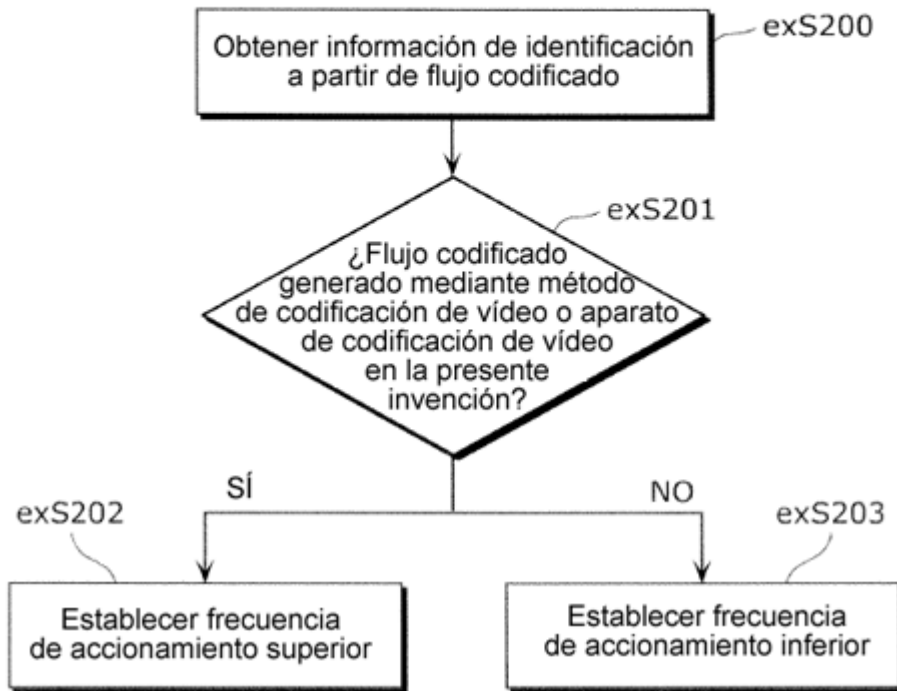 exS200
Obtener información de identificación
a partir de flujo codificado
exS201
¿Flujo codificado
generado mediante método
de codificación de vídeo o aparato
de codificación de vídeo
en la presente
invención?
SÍ
NO
exS202
exS203
Establecer frecuencia
de accionamiento superior
Establecer frecuencia
de accionamiento inferior